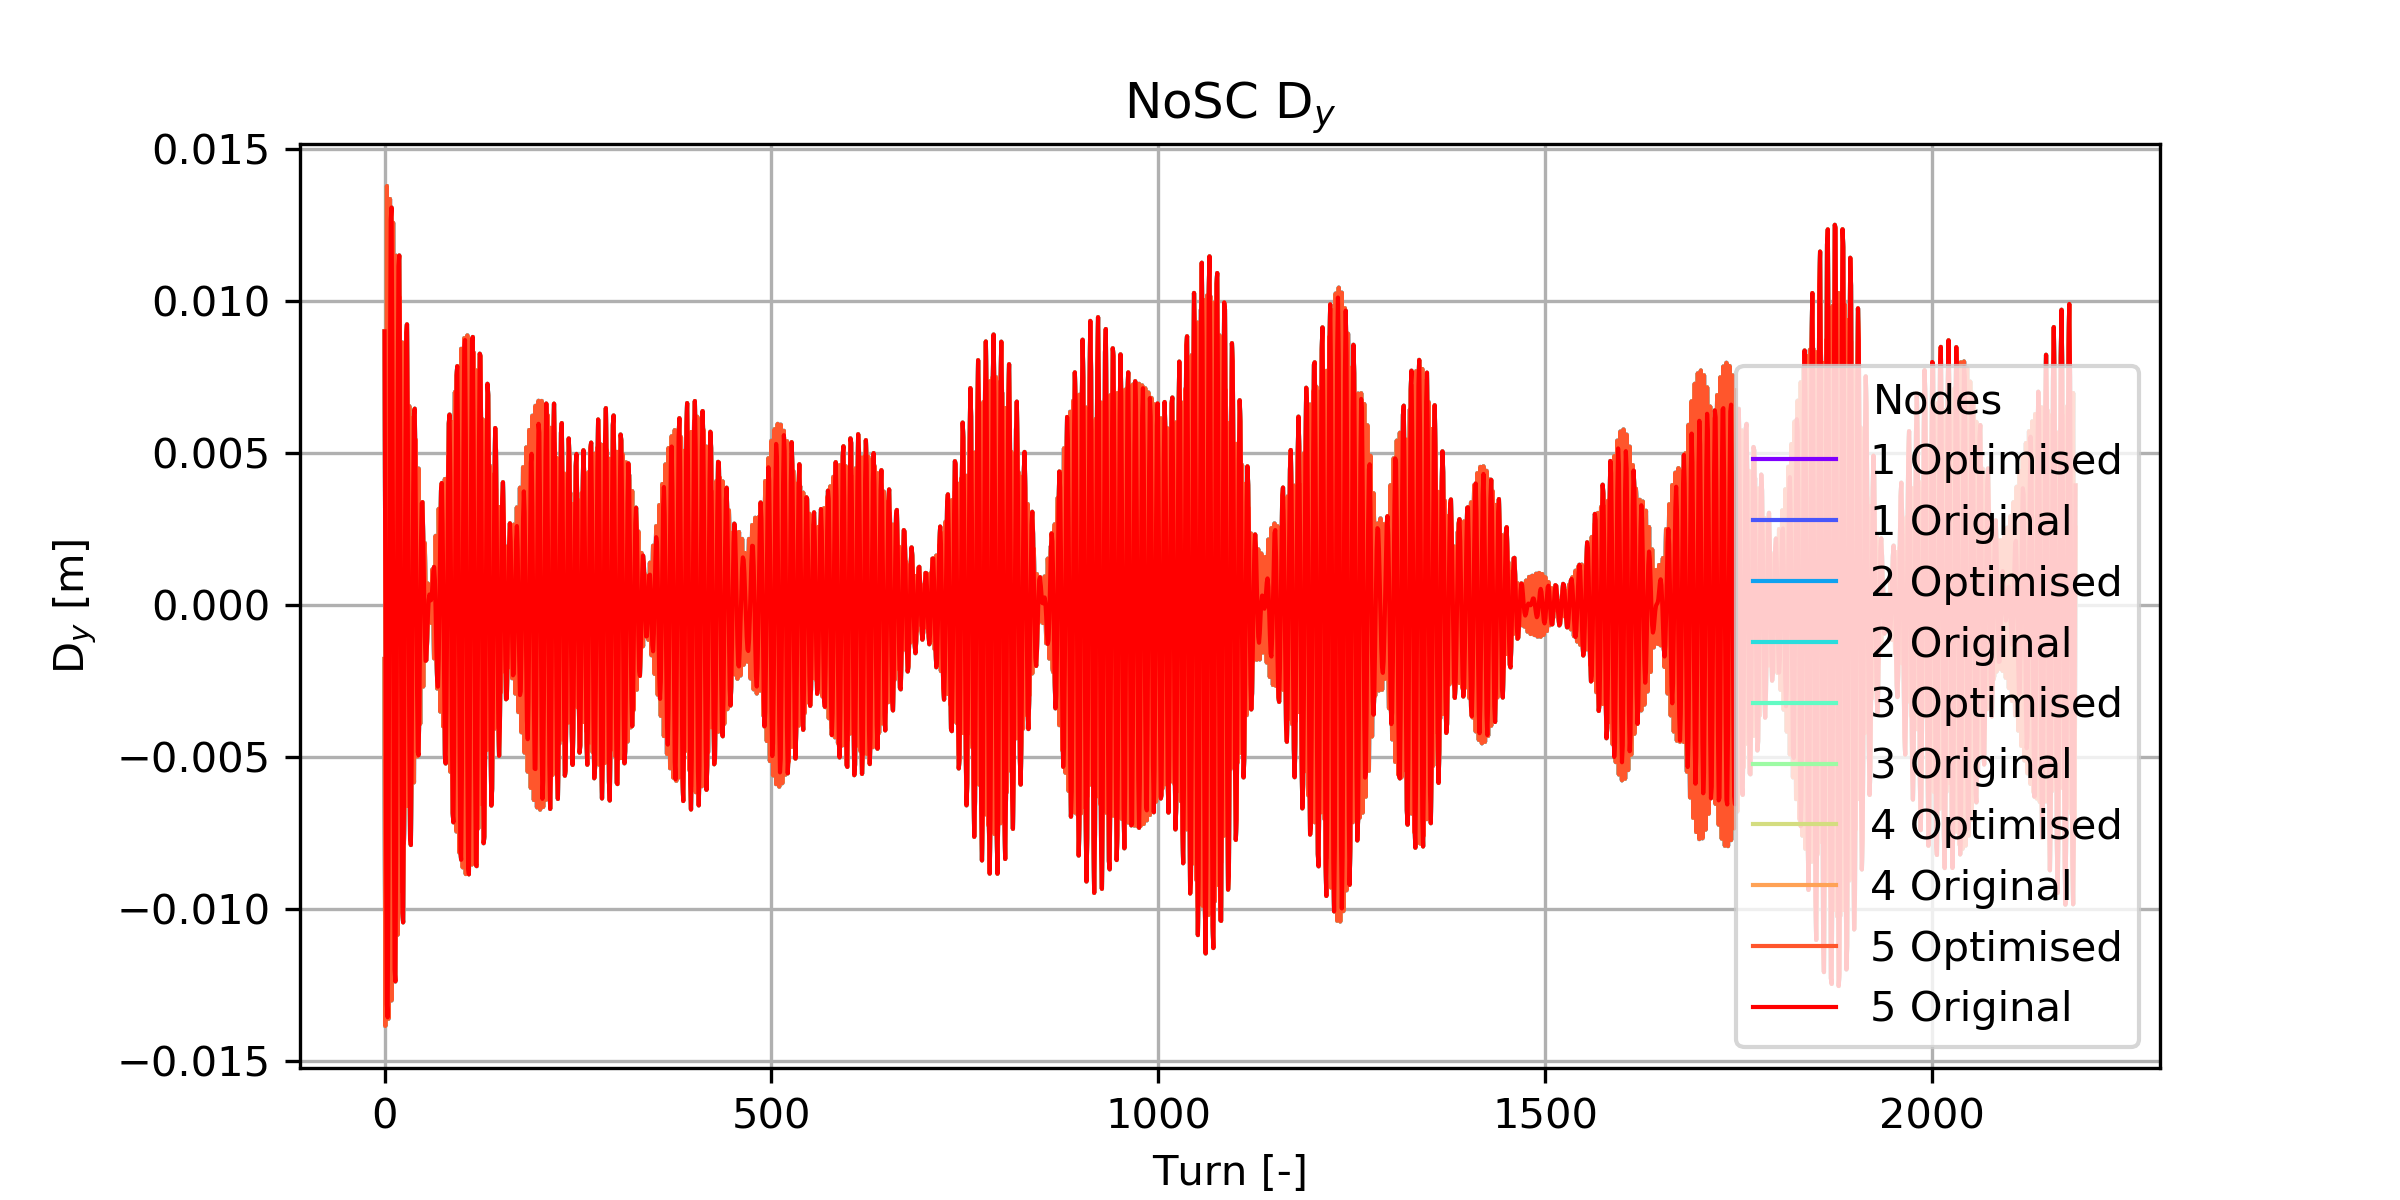 NoSC D_y
0.015
0.010
0.005
0.000
−0.005
−0.010
−0.015
D_y [m]
0 500 1000 1500 2000
Turn [-]
Nodes
1 Optimised
1 Original
2 Optimised
2 Original
3 Optimised
3 Original
4 Optimised
4 Original
5 Optimised
5 Original